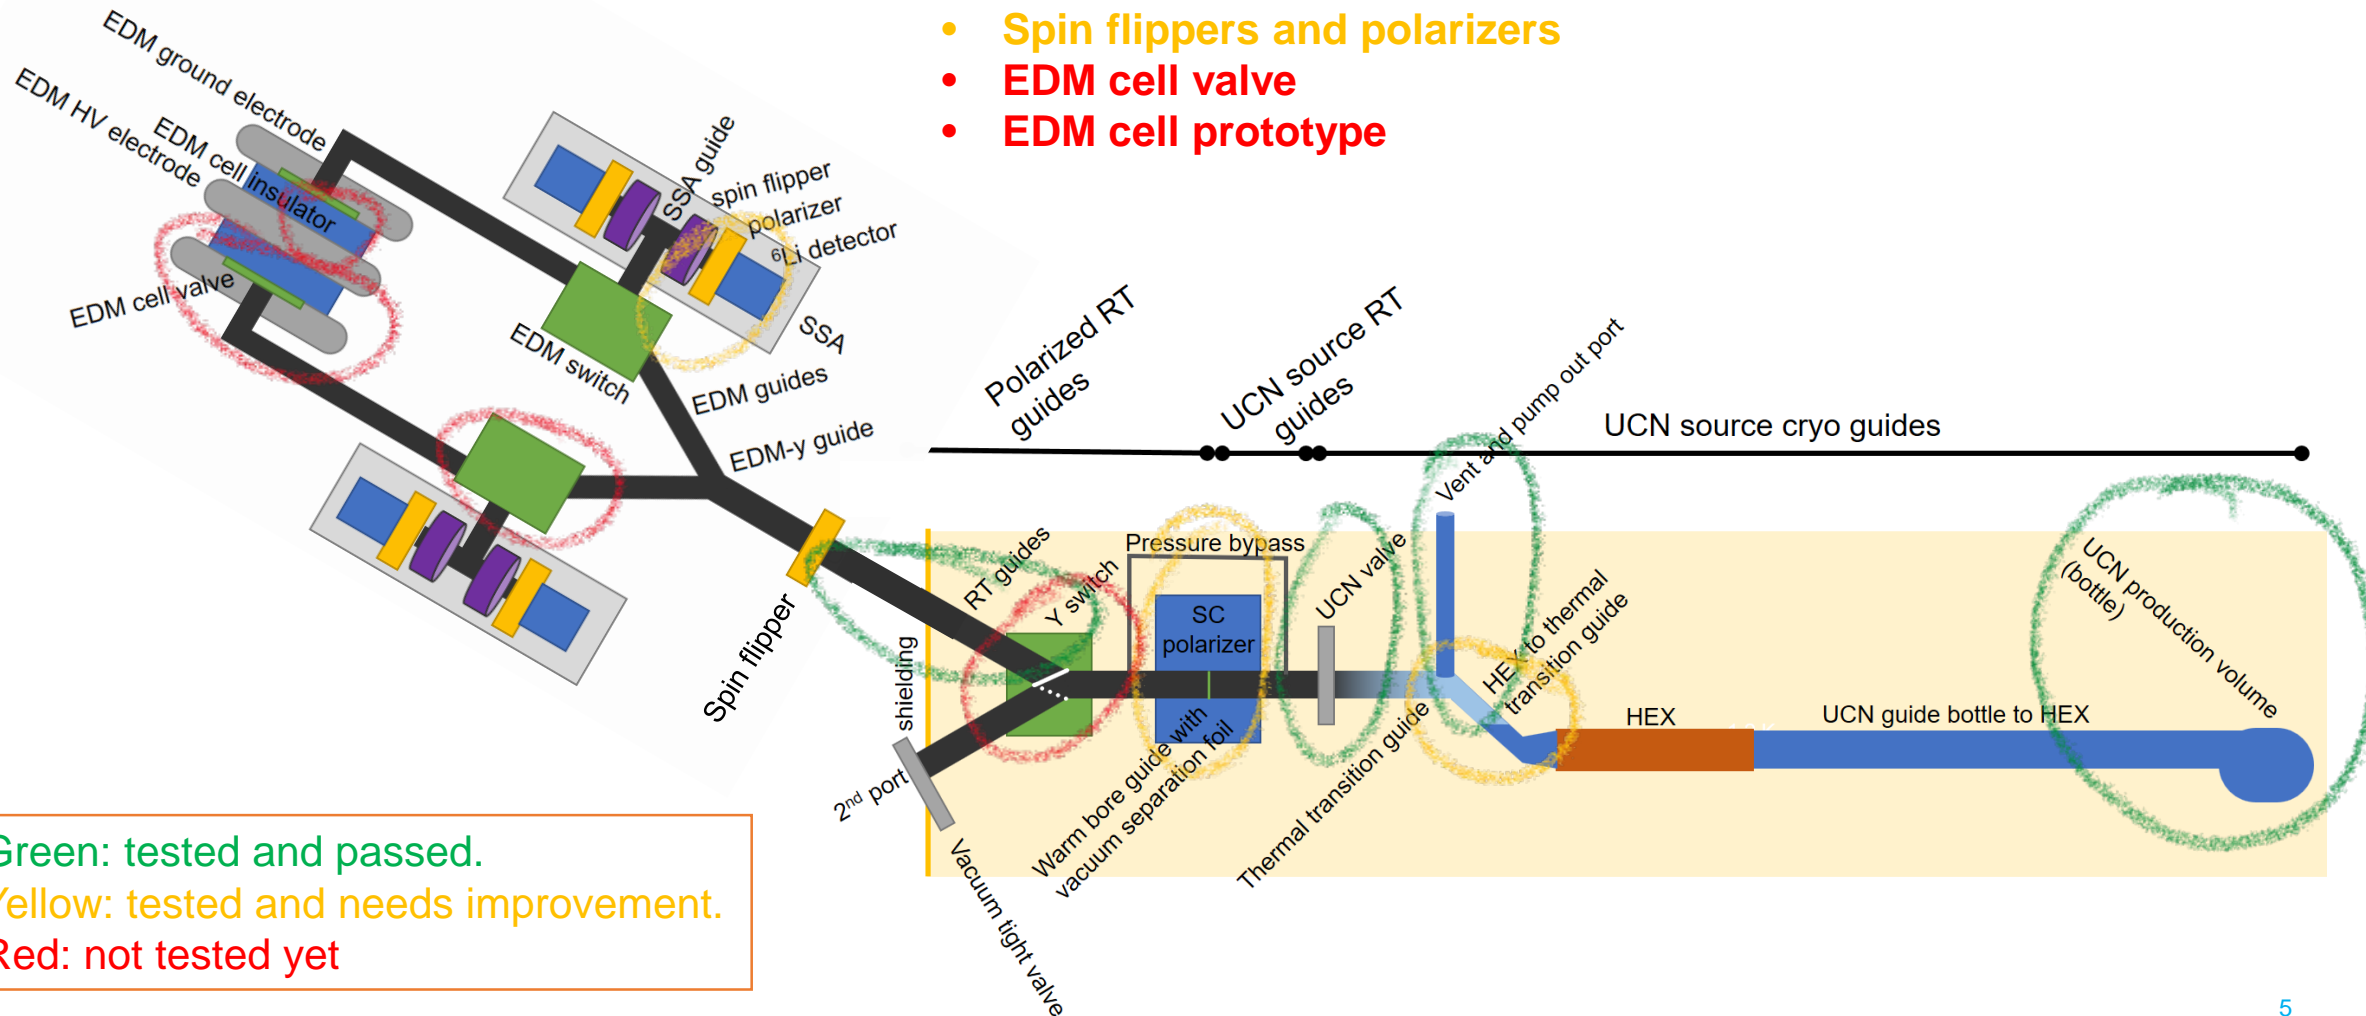 • Spin flippers and polarizers
• EDM cell valve
• EDM cell prototype
EDM ground electrode
EDM HV electrode
EDM cell insulator
EDM cell valve
SSA guide
spin flipper
polarizer
⁶Li detector
SSA
EDM switch
EDM guides
EDM-y guide
Spin flipper
Polarized RT
guides
UCN source RT
guides
Vent and pump out port
UCN source cryo guides
RT guides
Y switch
Pressure bypass
SC
polarizer
UCN valve
HEX to thermal
transition guide
UCN production volume
(bottle)
shielding
HEX
UCN guide bottle to HEX
2nd port
Vacuum tight valve
Warm bore guide with
vacuum separation foil
Thermal transition guide
Green: tested and passed.
Yellow: tested and needs improvement.
Red: not tested yet
5